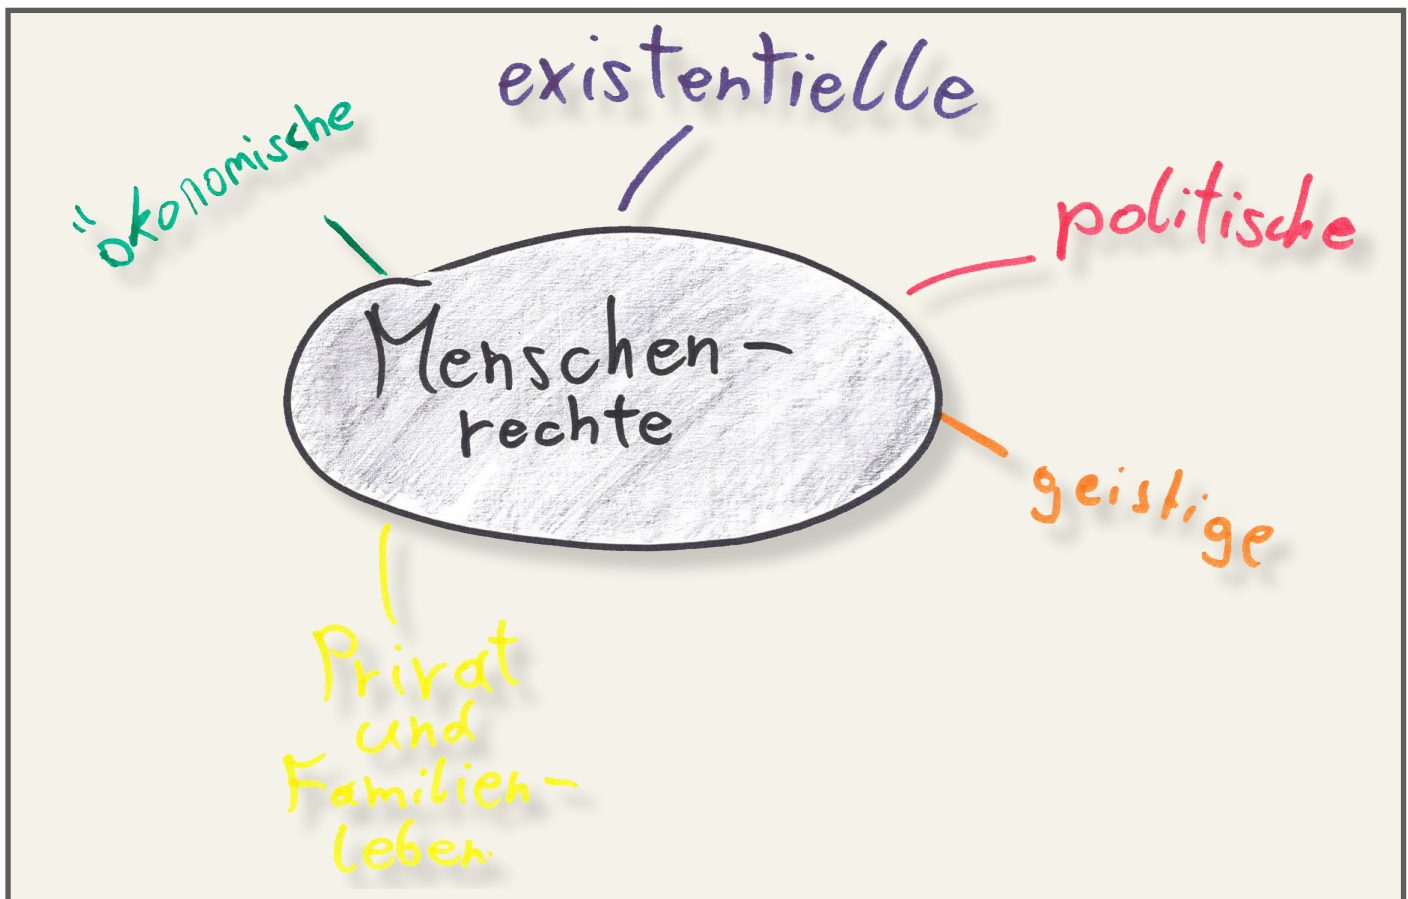 existentielle
ökonomische
politische
Menschen-
rechte
geistige
Privat
und
Familien-
leben